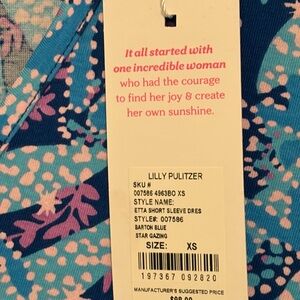 It all started with
one incredible woman
who had the courage
to find her joy & create
her own sunshine.
LILLY PULITZER
SKU #
007586 4963BO XS
STYLE NAME:
ETTA SHORT SLEEVE DRES
STYLE#: 007586
BARTON BLUE
STAR GAZING
SIZE: XS
197367 092820
MANUFACTURER'S SUGGESTED PRICE
$98.00